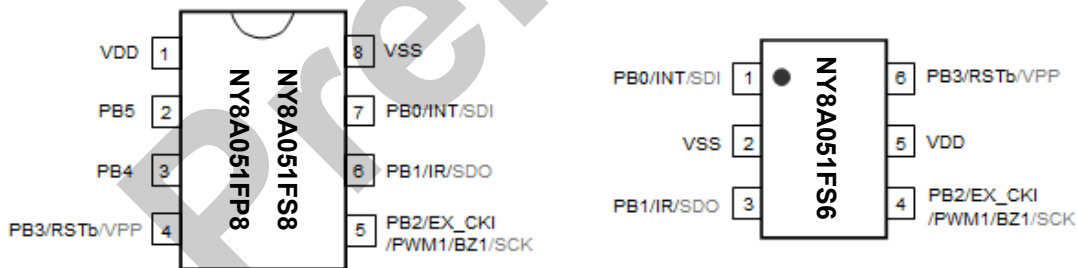 VDD 1
8 VSS
PB5 2
7 PB0/INT/SDI
PB4 3
6 PB1/IR/SDO
PB3/RSTb/VPP 4
5 PB2/EX_CKI
/PWM1/BZ1/SCK
NY8A051FS8
NY8A051FP8
PB0/INT/SDI 1
6 PB3/RSTb/VPP
VSS 2
5 VDD
PB1/IR/SDO 3
4 PB2/EX_CKI
/PWM1/BZ1/SCK
NY8A051FS6
Pre